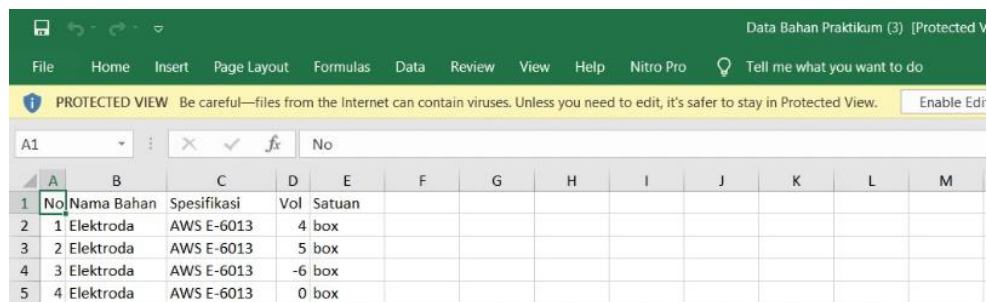 Data Bahan Praktikum (3) [Protected V
File Home Insert Page Layout Formulas Data Review View Help Nitro Pro Tell me what you want to do
PROTECTED VIEW Be careful—files from the Internet can contain viruses. Unless you need to edit, it's safer to stay in Protected View. Enable Edi
A1 fx No
A B C D E F G H I J K L M
1 No Nama Bahan Spesifikasi Vol Satuan
2 1 Elektroda AWS E-6013 4 box
3 2 Elektroda AWS E-6013 5 box
4 3 Elektroda AWS E-6013 -6 box
5 4 Elektroda AWS E-6013 0 box